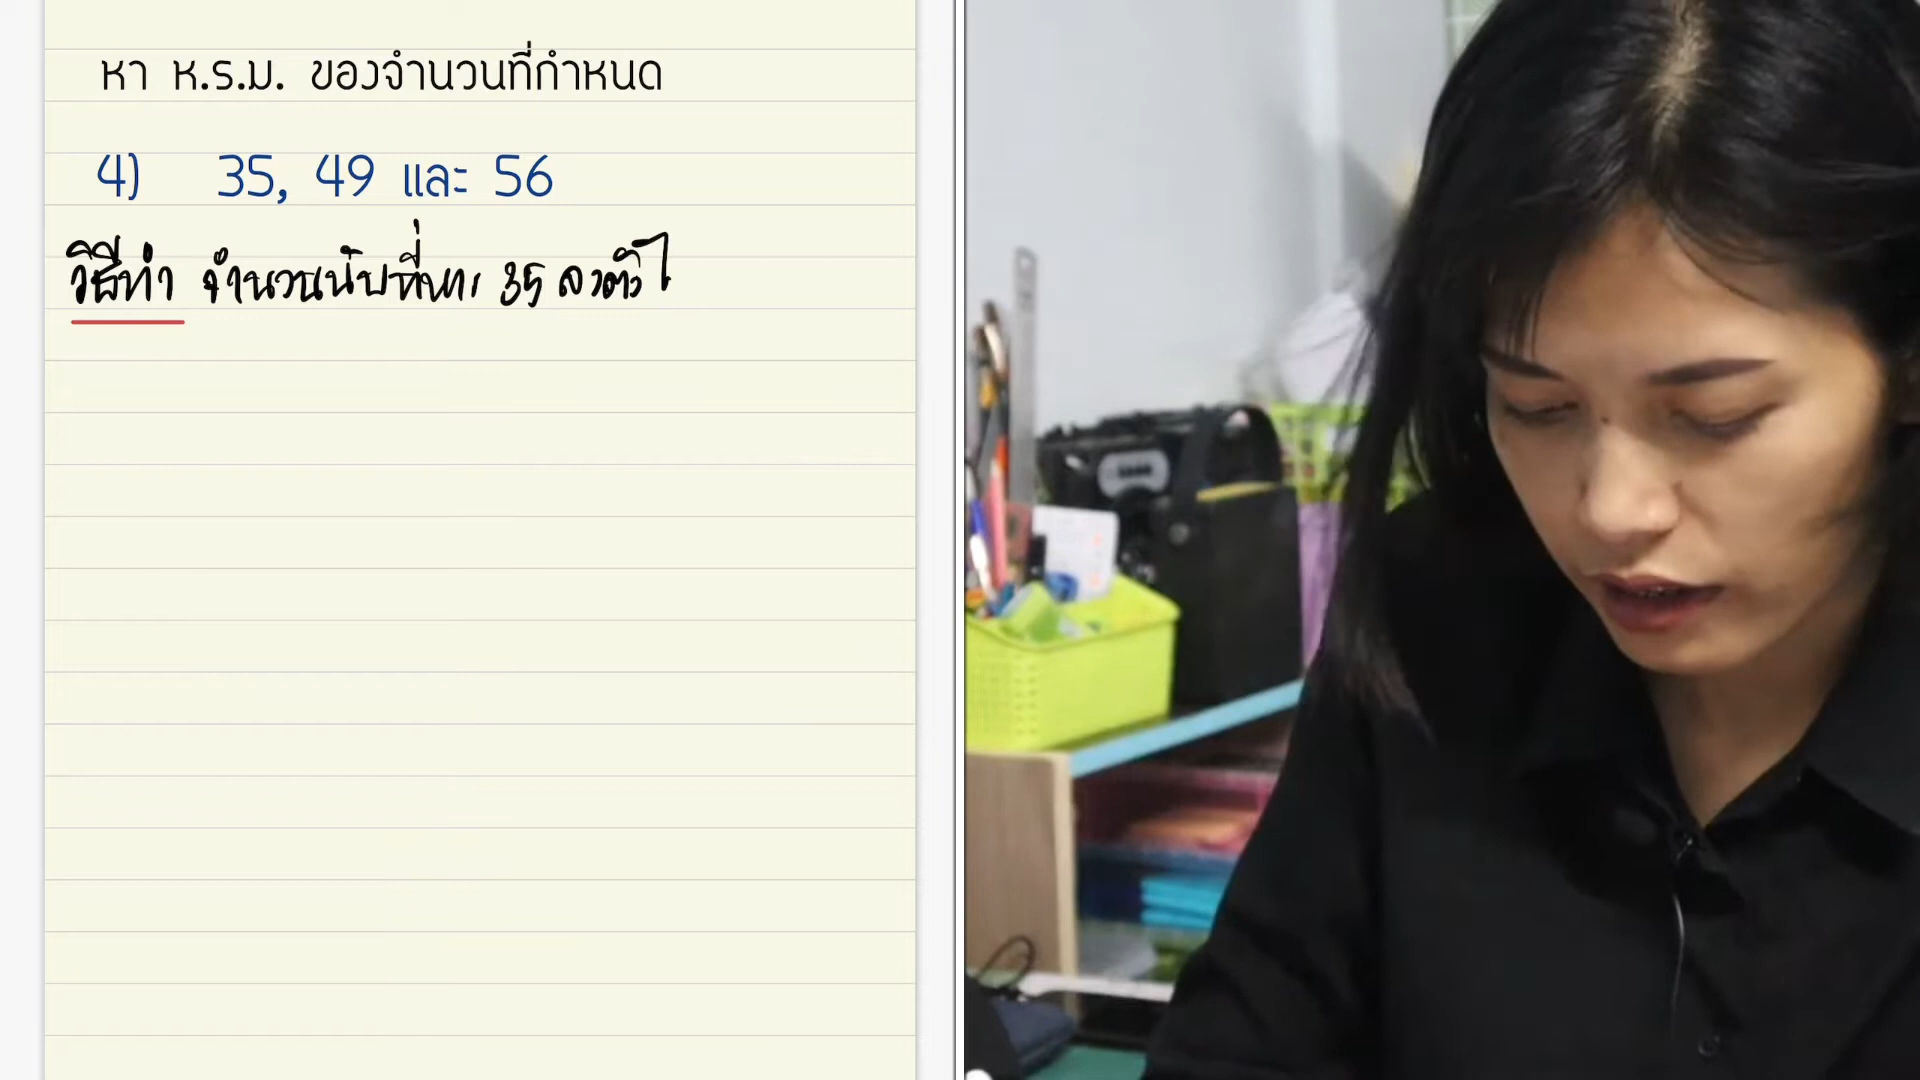 หา ห.ร.ม. ของจำนวนที่กำหนด
4) 35, 49 และ 56
วิธีทำ จำนวนนับที่หาร 35 ลงตัว ไ